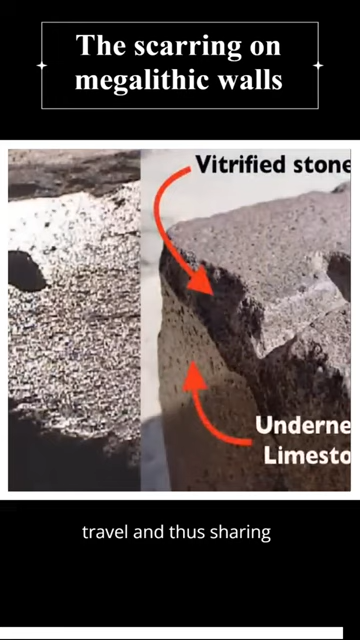 The scarring on
megalithic walls
Vitrified stone
Underne
Limesto
travel and thus sharing